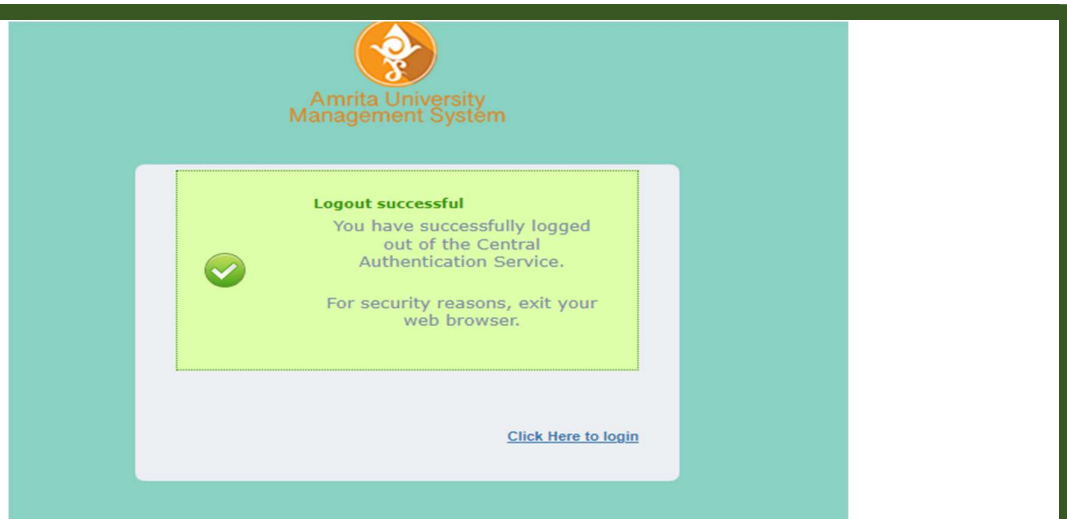 Amrita University
Management System
Logout successful
You have successfully logged
out of the Central
Authentication Service.
For security reasons, exit your
web browser.
Click Here to login